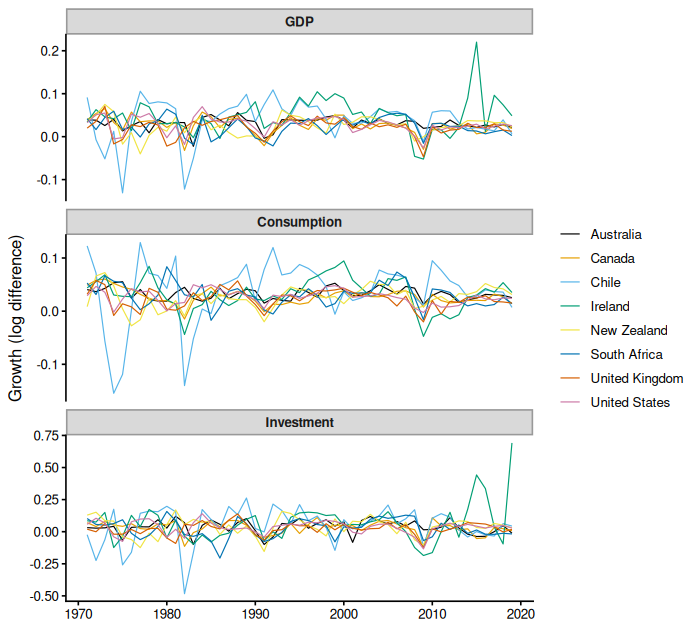 GDP
0.2
0.1
0.0
-0.1
Consumption
0.1
0.0
-0.1
Investment
0.75
0.50
0.25
0.00
-0.25
-0.50
1970 1980 1990 2000 2010 2020
Growth (log difference)
Australia
Canada
Chile
Ireland
New Zealand
South Africa
United Kingdom
United States